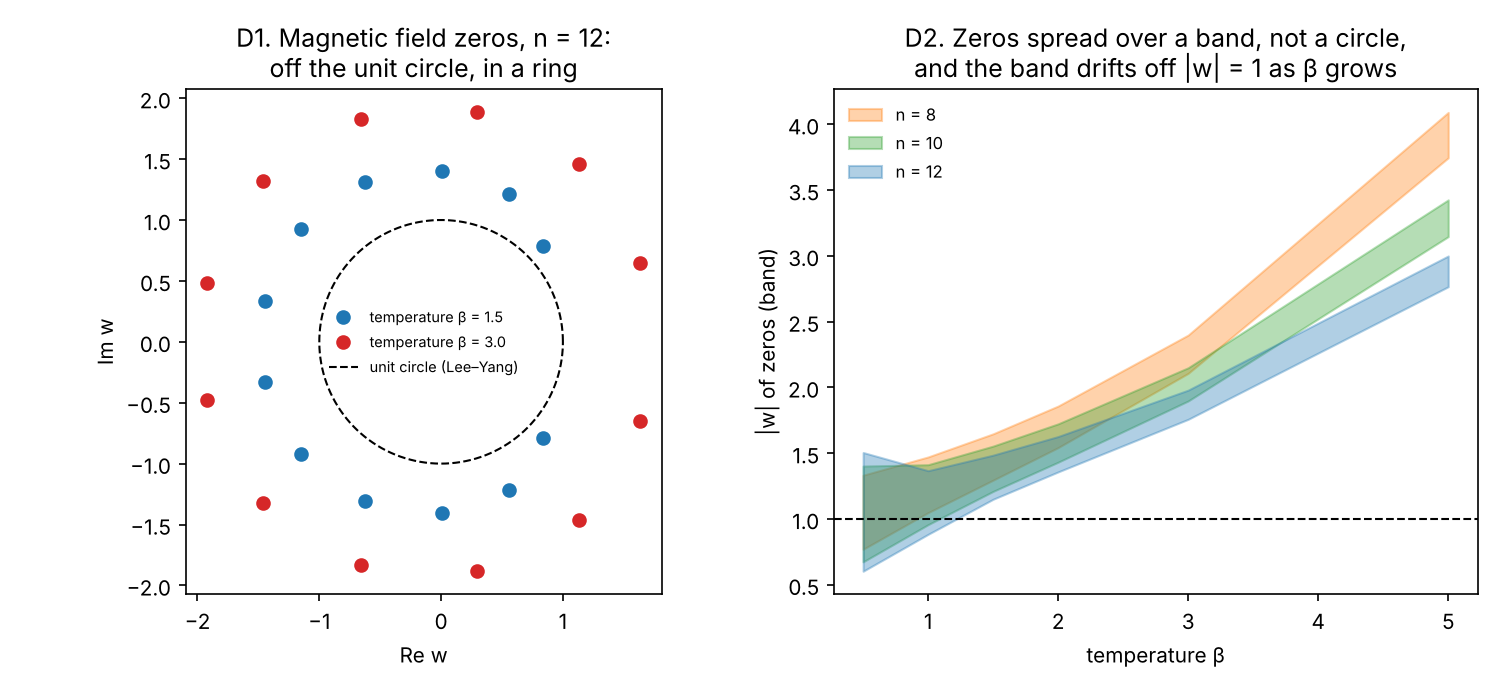 D1. Magnetic field zeros, n = 12:
off the unit circle, in a ring
2.0
1.5
1.0
0.5
0.0
−0.5
−1.0
−1.5
−2.0
Im w
temperature β = 1.5
temperature β = 3.0
unit circle (Lee–Yang)
−2
−1
0
1
Re w
D2. Zeros spread over a band, not a circle,
and the band drifts off |w| = 1 as β grows
n = 8
n = 10
n = 12
4.0
3.5
3.0
2.5
2.0
1.5
1.0
0.5
|w| of zeros (band)
1
2
3
4
5
temperature β